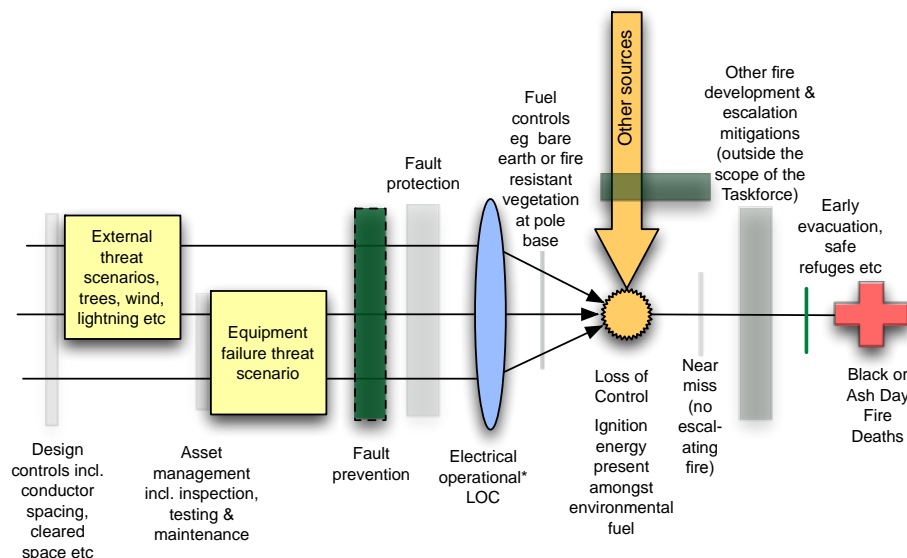 Other sources
Other fire
development &
escalation
mitigations
(outside the
scope of the
Taskforce)
Fuel
controls
eg bare
earth or fire
resistant
vegetation
at pole
base
Fault
protection
Early
evacuation,
safe
refuges etc
External
threat
scenarios,
trees, wind,
lightning etc
Equipment
failure threat
scenario
Design
controls incl.
conductor
spacing,
cleared
space etc
Asset
management
incl. inspection,
testing &
maintenance
Fault
prevention
Electrical
operational*
LOC
Loss of
Control
Ignition
energy
present
amongst
environmental
fuel
Near
miss
(no
escal-
ating
fire)
Black or
Ash Day
Fire
Deaths